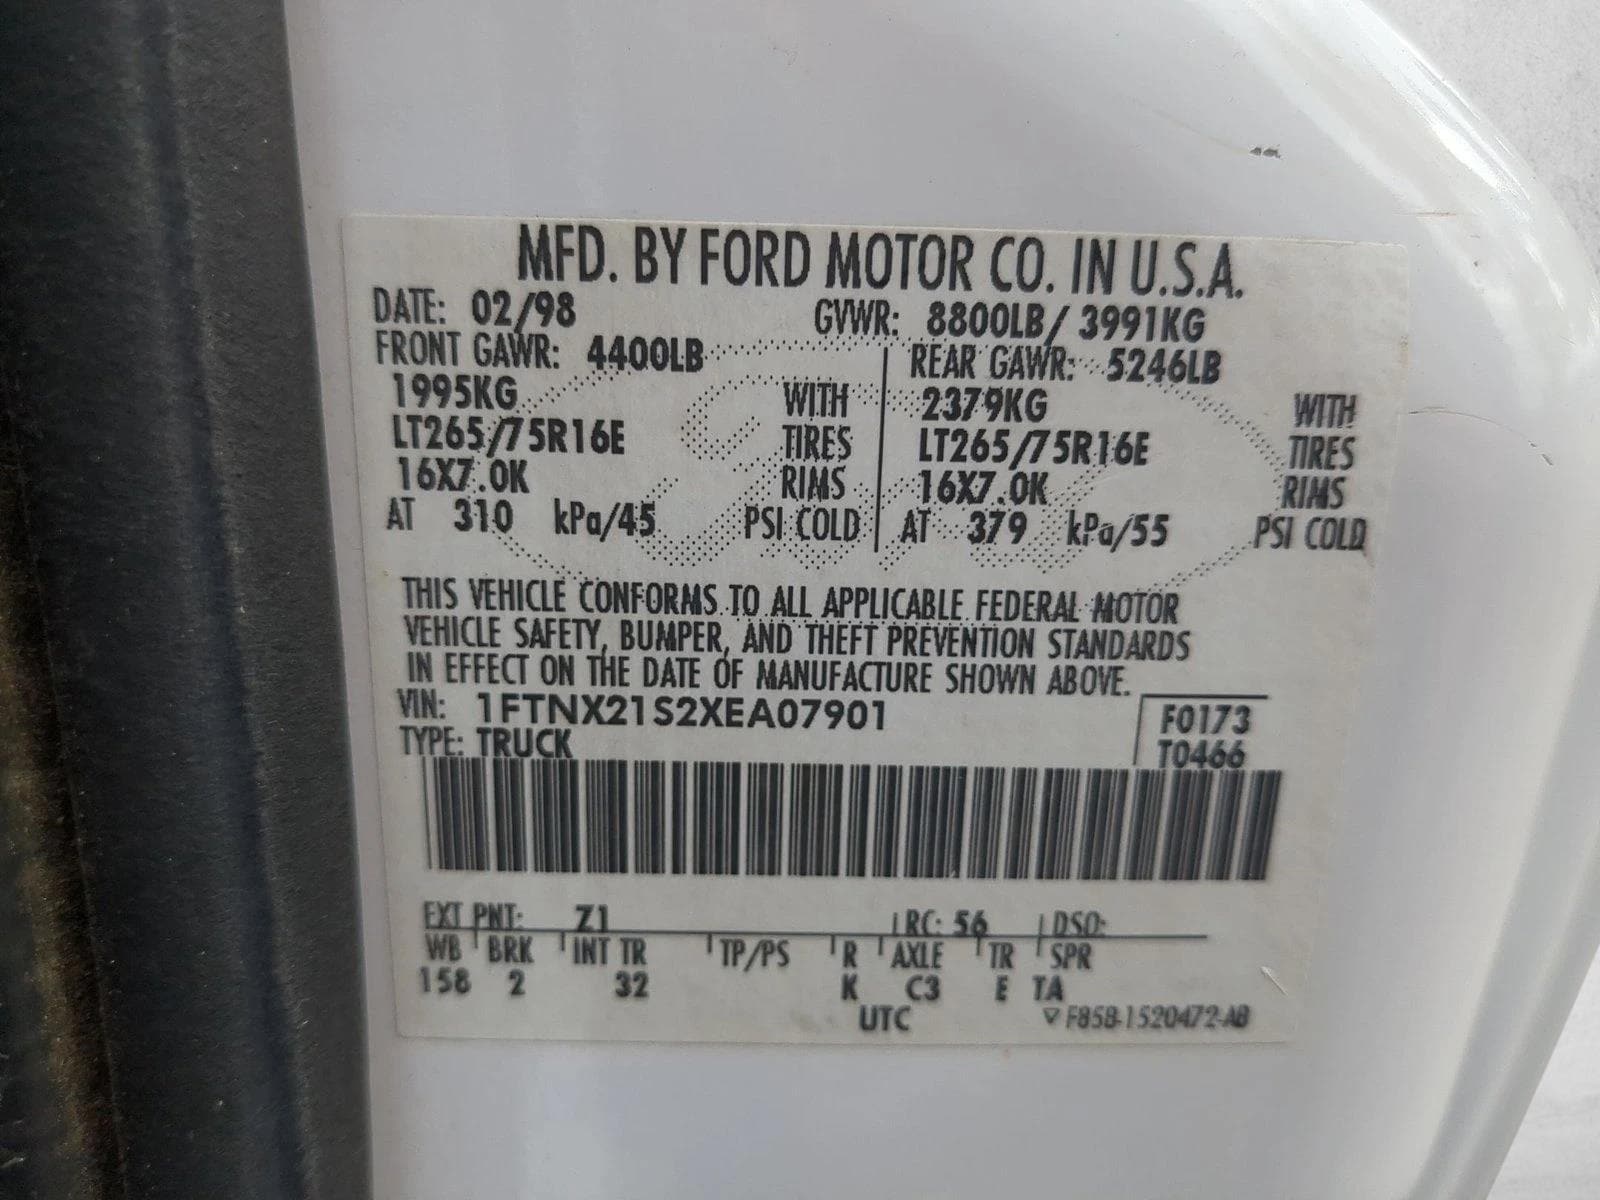 MFD. BY FORD MOTOR CO. IN U.S.A.
DATE: 02/98 GVWR: 8800LB/ 3991KG
FRONT GAWR: 4400LB REAR GAWR: 5246LB
1995KG WITH 2379KG WITH
LT265/75R16E TIRES LT265/75R16E TIRES
16X7.0K RIMS 16X7.0K RIMS
AT 310 kPa/45 PSI COLD AT 379 kPa/55 PSI COLD
THIS VEHICLE CONFORMS TO ALL APPLICABLE FEDERAL MOTOR
VEHICLE SAFETY, BUMPER, AND THEFT PREVENTION STANDARDS
IN EFFECT ON THE DATE OF MANUFACTURE SHOWN ABOVE.
VIN: 1FTNX21S2XEA07901 F0173
TYPE: TRUCK T0466
EXT PNT: Z1 RC: 56 DSO:
WB BRK INT TR TP/PS R AXLE TR SPR
158 2 32 K C3 E TA
UTC F85B-1520472-AB